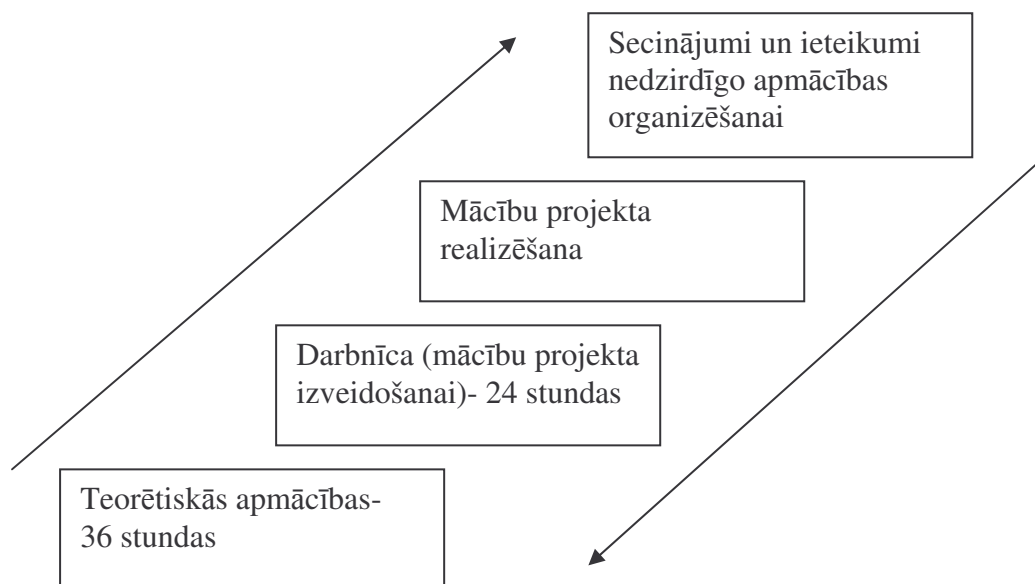 Secinājumi un ieteikumi
nedzirdīgo apmācības
organizēšanai
Mācību projekta
realizēšana
Darbnīca (mācību projekta
izveidošanai)- 24 stundas
Teorētiskās apmācības-
36 stundas